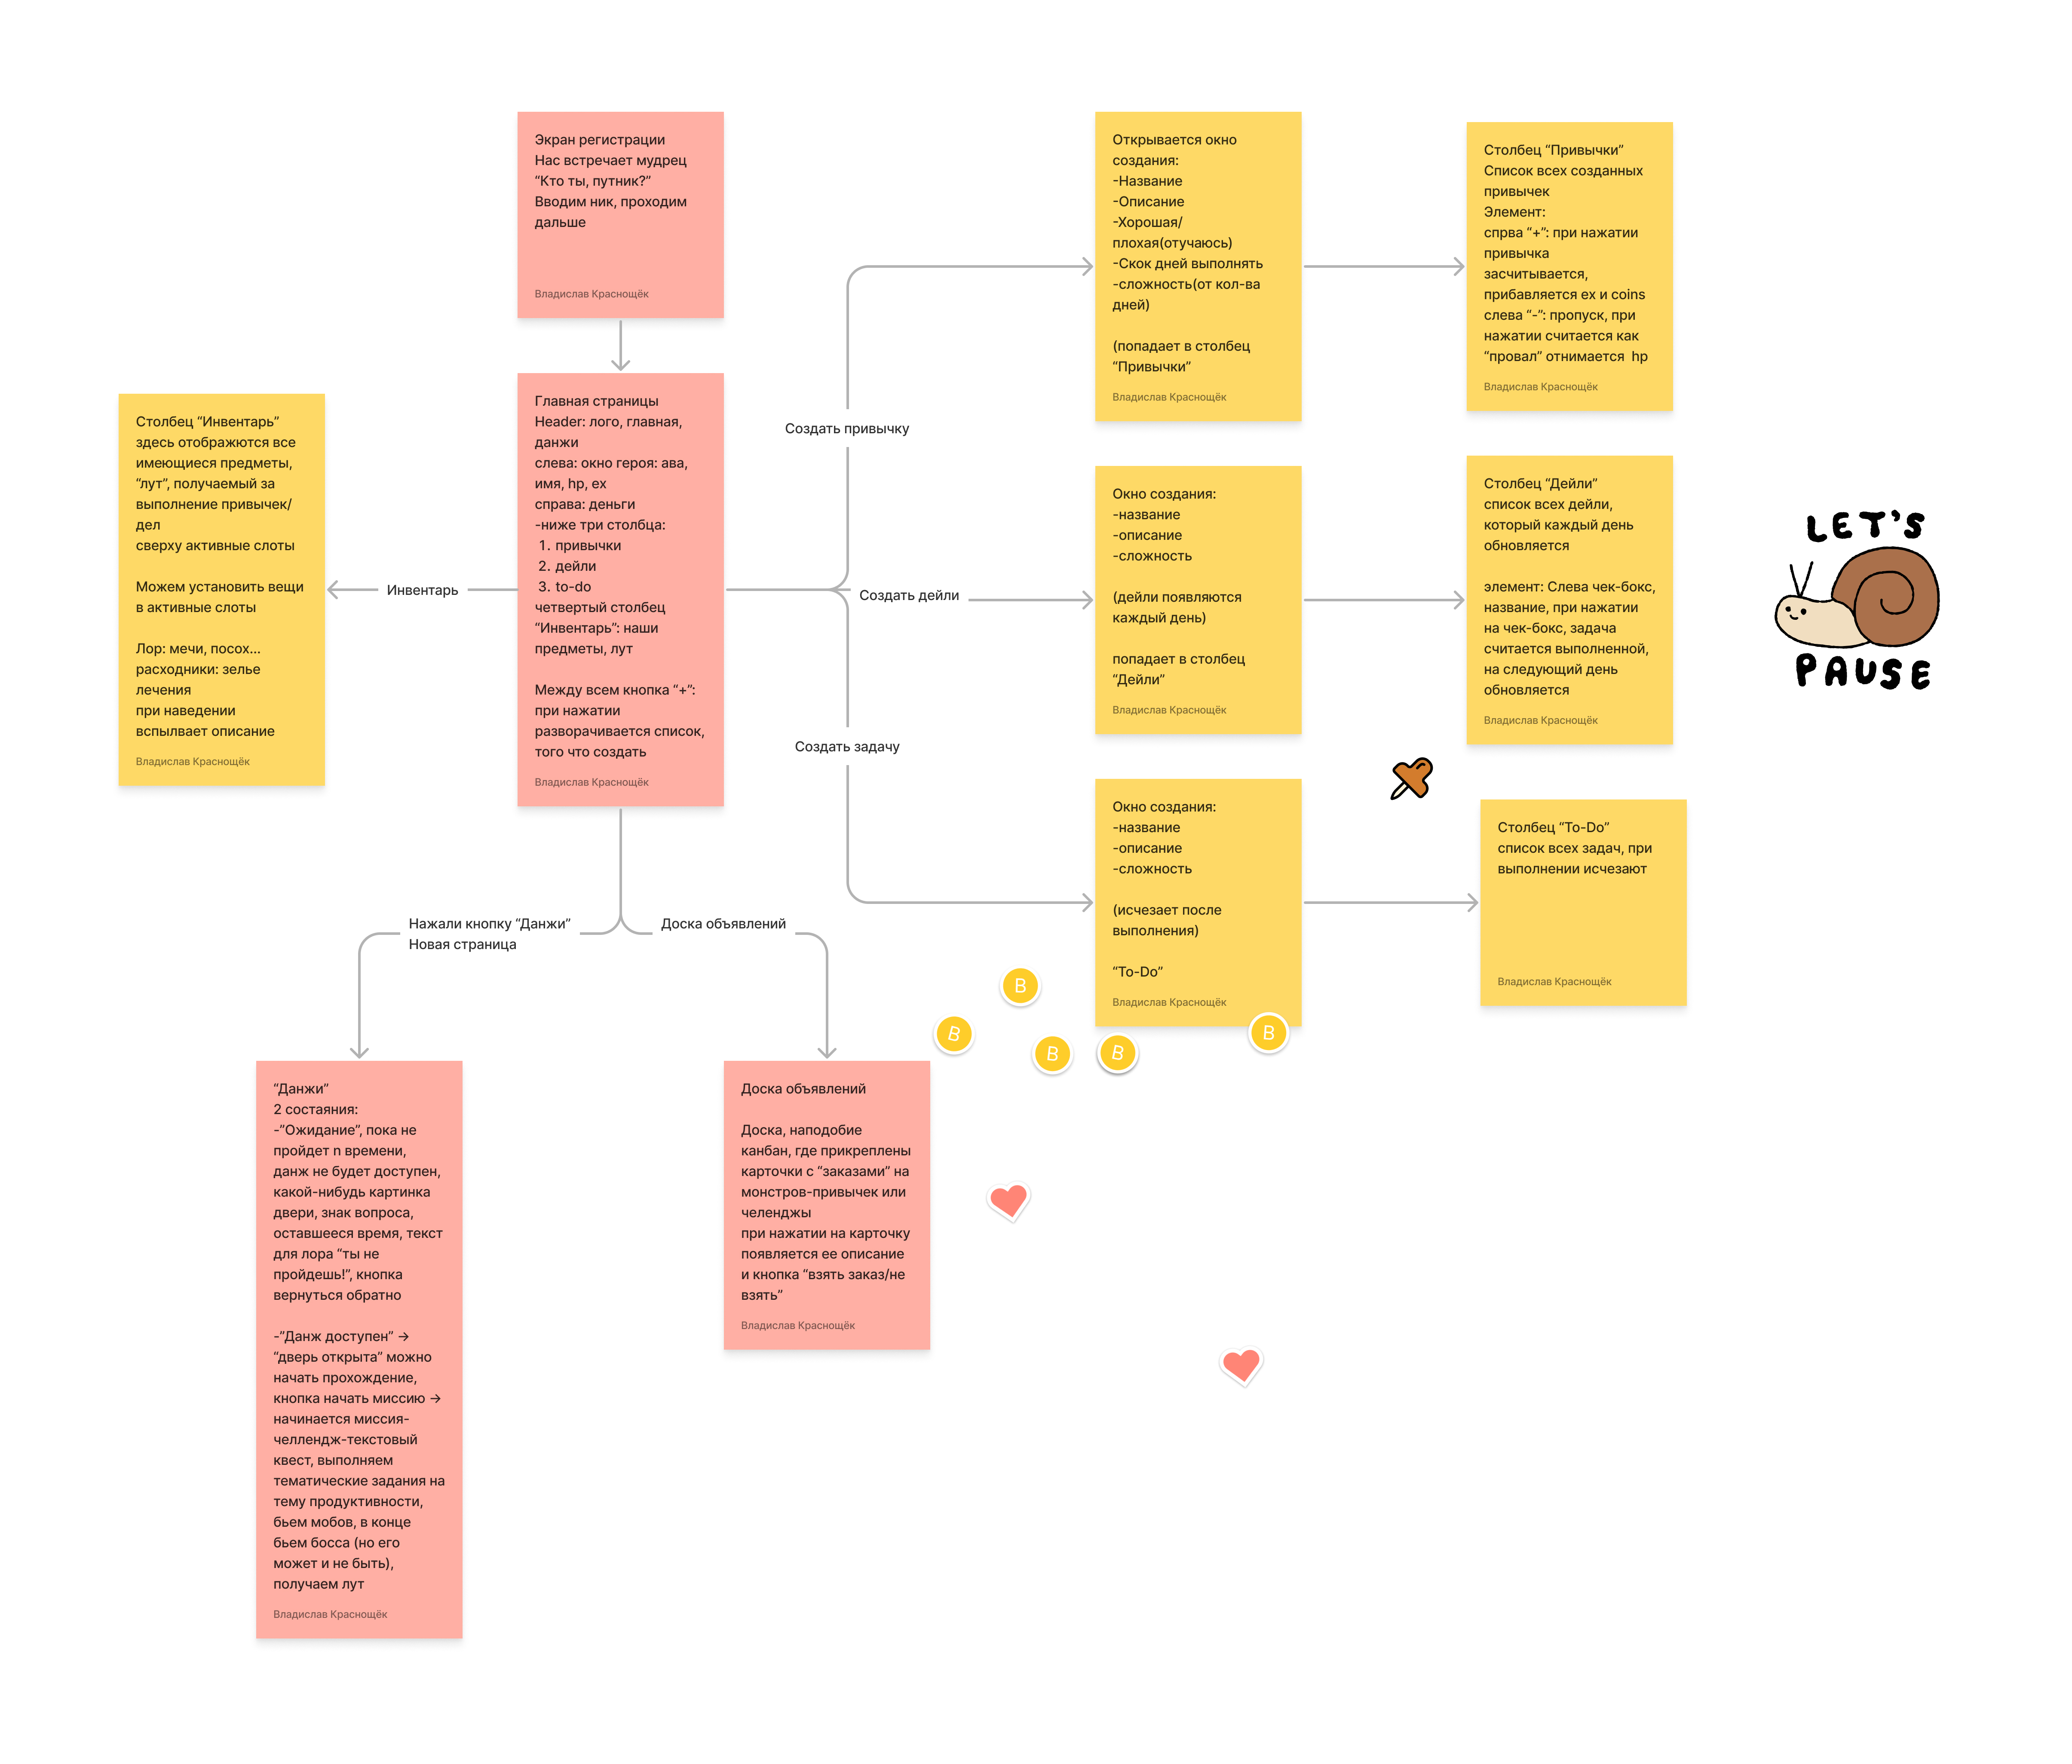 Экран регистрации
Нас встречает мудрец
“Кто ты, путник?”
Вводим ник, проходим
дальше
Владислав Краснощёк
Главная страницы
Header: лого, главная,
данжи
слева: окно героя: ава,
имя, hp, ex
справа: деньги
-ниже три столбца:
1. привычки
2. дейли
3. to-do
четвертый столбец
“Инвентарь”: наши
предметы, лут
Между всем кнопка “+”:
при нажатии
разворачивается список,
того что создать
Владислав Краснощёк
Инвентарь
Столбец “Инвентарь”
здесь отображются все
имеющиеся предметы,
“лут”, получаемый за
выполнение привычек/
дел
сверху активные слоты
Можем установить вещи
в активные слоты
Лор: мечи, посох...
расходники: зелье
лечения
при наведении
вспылвает описание
Владислав Краснощёк
Создать привычку
Открывается окно
создания:
-Название
-Описание
-Хорошая/
плохая(отучаюсь)
-Скок дней выполнять
-сложность(от кол-ва
дней)
(попадает в столбец
“Привычки”
Владислав Краснощёк
Столбец “Привычки”
Список всех созданных
привычек
Элемент:
спрва “+”: при нажатии
привычка
засчитывается,
прибавляется ex и coins
слева “-”: пропуск, при
нажатии считается как
“провал” отнимается  hp
Владислав Краснощёк
Создать дейли
Окно создания:
-название
-описание
-сложность
(дейли появляются
каждый день)
попадает в столбец
“Дейли”
Владислав Краснощёк
Столбец “Дейли”
список всех дейли,
который каждый день
обновляется
элемент: Слева чек-бокс,
название, при нажатии
на чек-бокс, задача
считается выполненной,
на следующий день
обновляется
Владислав Краснощёк
LET'S
PAUSE
Создать задачу
Окно создания:
-название
-описание
-сложность
(исчезает после
выполнения)
“To-Do”
Владислав Краснощёк
Столбец “To-Do”
список всех задач, при
выполнении исчезают
Владислав Краснощёк
Нажали кнопку “Данжи”
Новая страница
Доска объявлений
“Данжи”
2 состаяния:
-”Ожидание”, пока не
пройдет n времени,
данж не будет доступен,
какой-нибудь картинка
двери, знак вопроса,
оставшееся время, текст
для лора “ты не
пройдешь!”, кнопка
вернуться обратно
-”Данж доступен” →
“дверь открыта” можно
начать прохождение,
кнопка начать миссию →
начинается миссия-
челлендж-текстовый
квест, выполняем
тематические задания на
тему продуктивности,
бьем мобов, в конце
бьем босса (но его
может и не быть),
получаем лут
Владислав Краснощёк
Доска объявлений
Доска, наподобие
канбан, где прикреплены
карточки с “заказами” на
монстров-привычек или
челенджы
при нажатии на карточку
появляется ее описание
и кнопка “взять заказ/не
взять”
Владислав Краснощёк
В
В
В
В
В